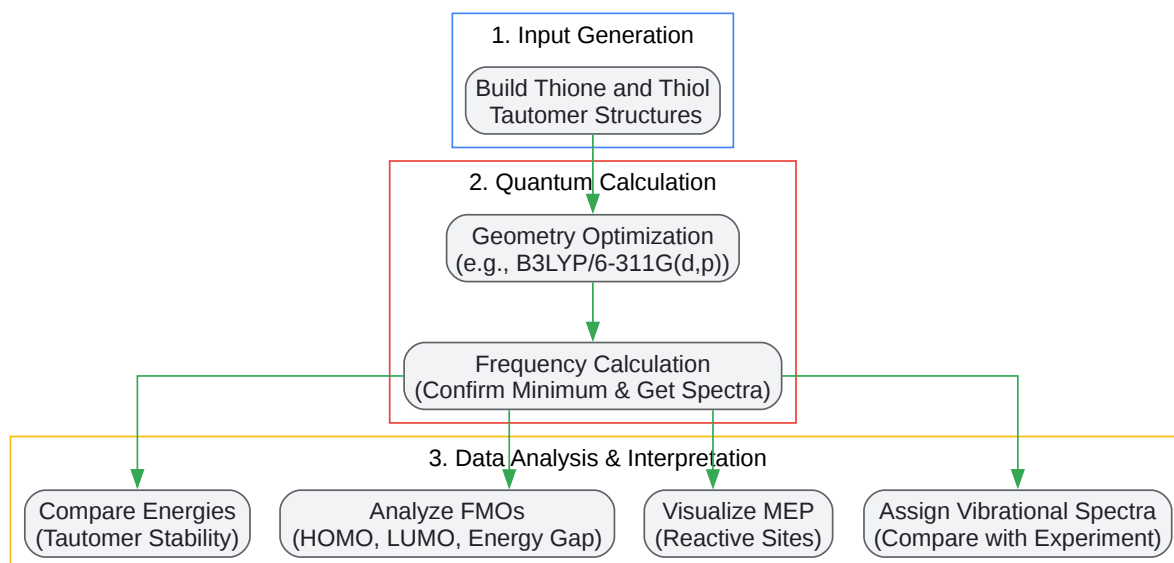 1. Input Generation
Build Thione and Thiol
Tautomer Structures
2. Quantum Calculation
Geometry Optimization
(e.g., B3LYP/6-311G(d,p))
Frequency Calculation
(Confirm Minimum & Get Spectra)
3. Data Analysis & Interpretation
Compare Energies
(Tautomer Stability)
Analyze FMOs
(HOMO, LUMO, Energy Gap)
Visualize MEP
(Reactive Sites)
Assign Vibrational Spectra
(Compare with Experiment)